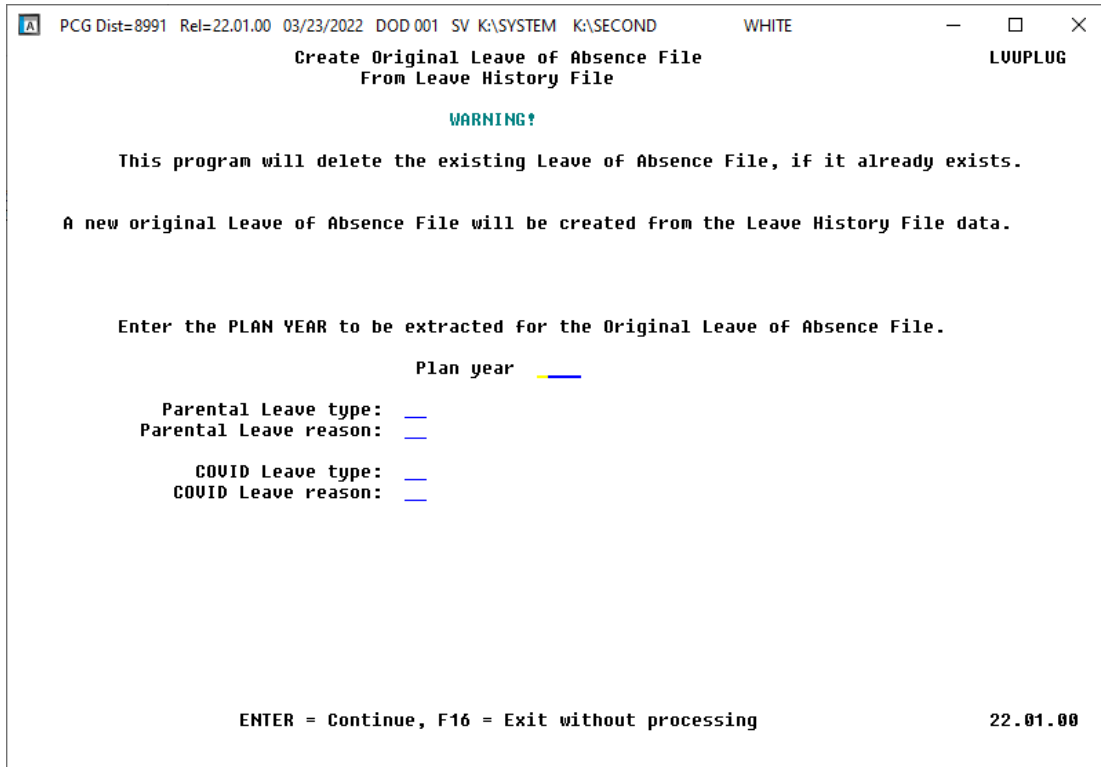 PCG Dist=8991 Rel=22.01.00 03/23/2022 DOD 001 SV K:\SYSTEM K:\SECOND WHITE
Create Original Leave of Absence File LVUPLUG
From Leave History File
WARNING!
This program will delete the existing Leave of Absence File, if it already exists.
A new original Leave of Absence File will be created from the Leave History File data.
Enter the PLAN YEAR to be extracted for the Original Leave of Absence File.
Plan year
Parental Leave type:
Parental Leave reason:
COVID Leave type:
COVID Leave reason:
ENTER = Continue, F16 = Exit without processing 22.01.00